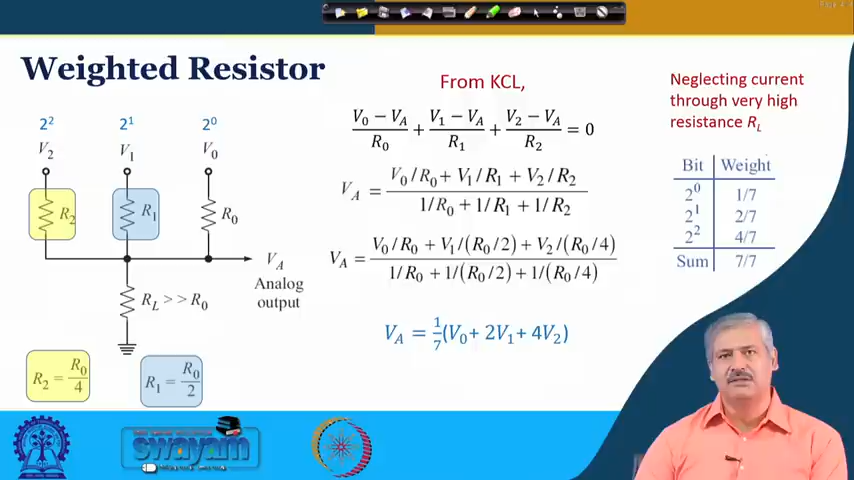 Weighted Resistor
2² 2¹ 2⁰
V₂ V₁ V₀
R₂ R₁ R₀
V_A
Analog
output
R_L >> R₀
R₂ = R₀/4
R₁ = R₀/2
From KCL,
(V₀ − V_A)/R₀ + (V₁ − V_A)/R₁ + (V₂ − V_A)/R₂ = 0
V_A = (V₀/R₀ + V₁/R₁ + V₂/R₂)/(1/R₀ + 1/R₁ + 1/R₂)
V_A = (V₀/R₀ + V₁/(R₀/2) + V₂/(R₀/4))/(1/R₀ + 1/(R₀/2) + 1/(R₀/4))
V_A = 1/7(V₀ + 2V₁ + 4V₂)
Neglecting current
through very high
resistance R_L
Bit Weight
2⁰ 1/7
2¹ 2/7
2² 4/7
Sum 7/7
swayam